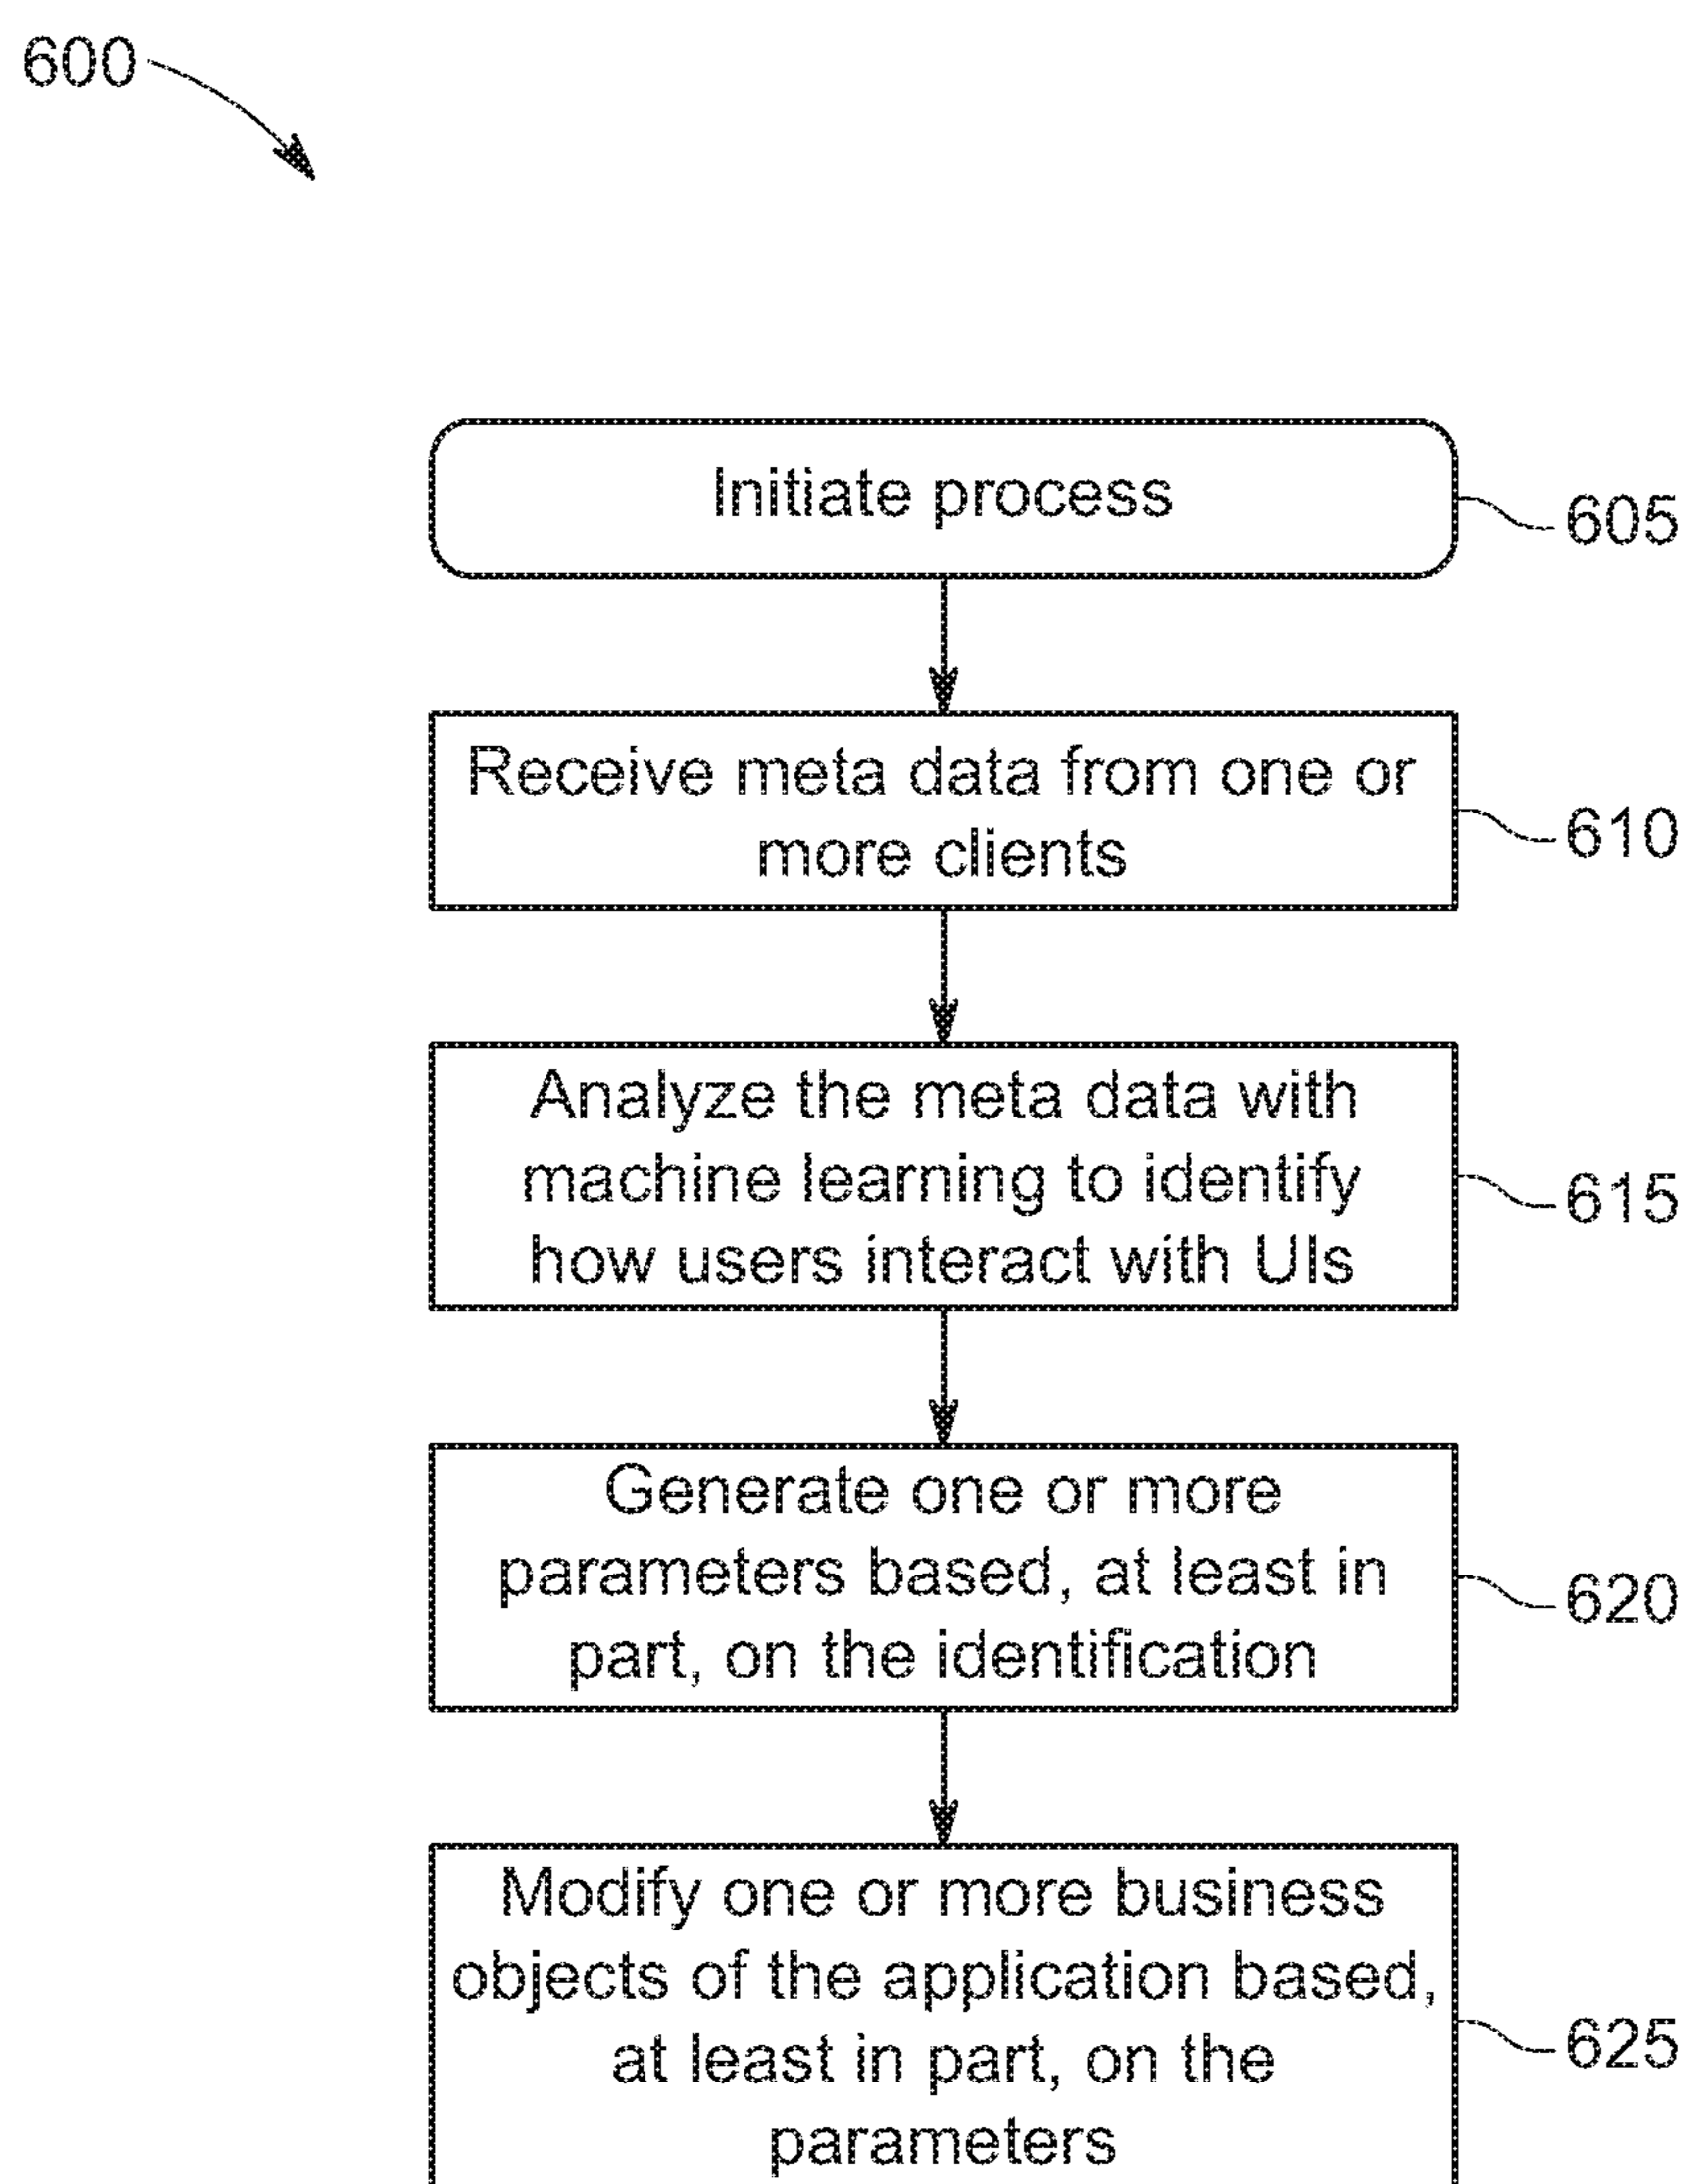 600
Initiate process
605
Receive meta data from one or
more clients
610
Analyze the meta data with
machine learning to identify
how users interact with UIs
615
Generate one or more
parameters based, at least in
part, on the identification
620
Modify one or more business
objects of the application based,
at least in part, on the
parameters
625